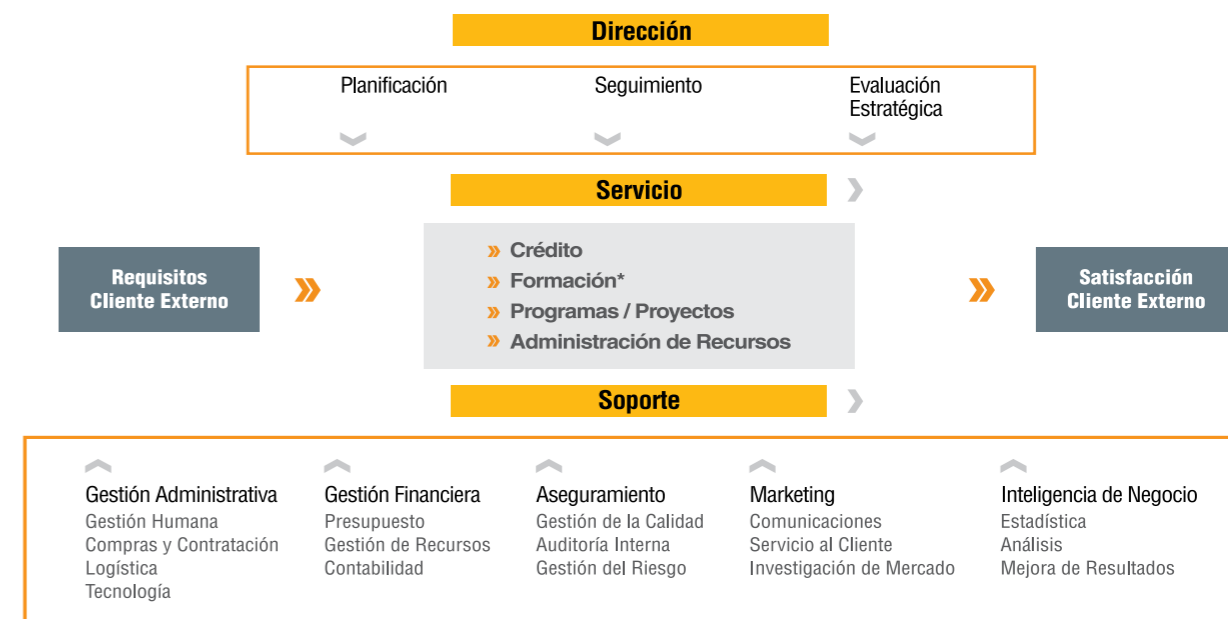 Dirección
Planificación
Seguimiento
Evaluación
Estratégica
Servicio
Requisitos
Cliente Externo
Crédito
Formación*
Programas / Proyectos
Administración de Recursos
Satisfacción
Cliente Externo
Soporte
Gestión Administrativa
Gestión Humana
Compras y Contratación
Logística
Tecnología
Gestión Financiera
Presupuesto
Gestión de Recursos
Contabilidad
Aseguramiento
Gestión de la Calidad
Auditoría Interna
Gestión del Riesgo
Marketing
Comunicaciones
Servicio al Cliente
Investigación de Mercado
Inteligencia de Negocio
Estadística
Análisis
Mejora de Resultados